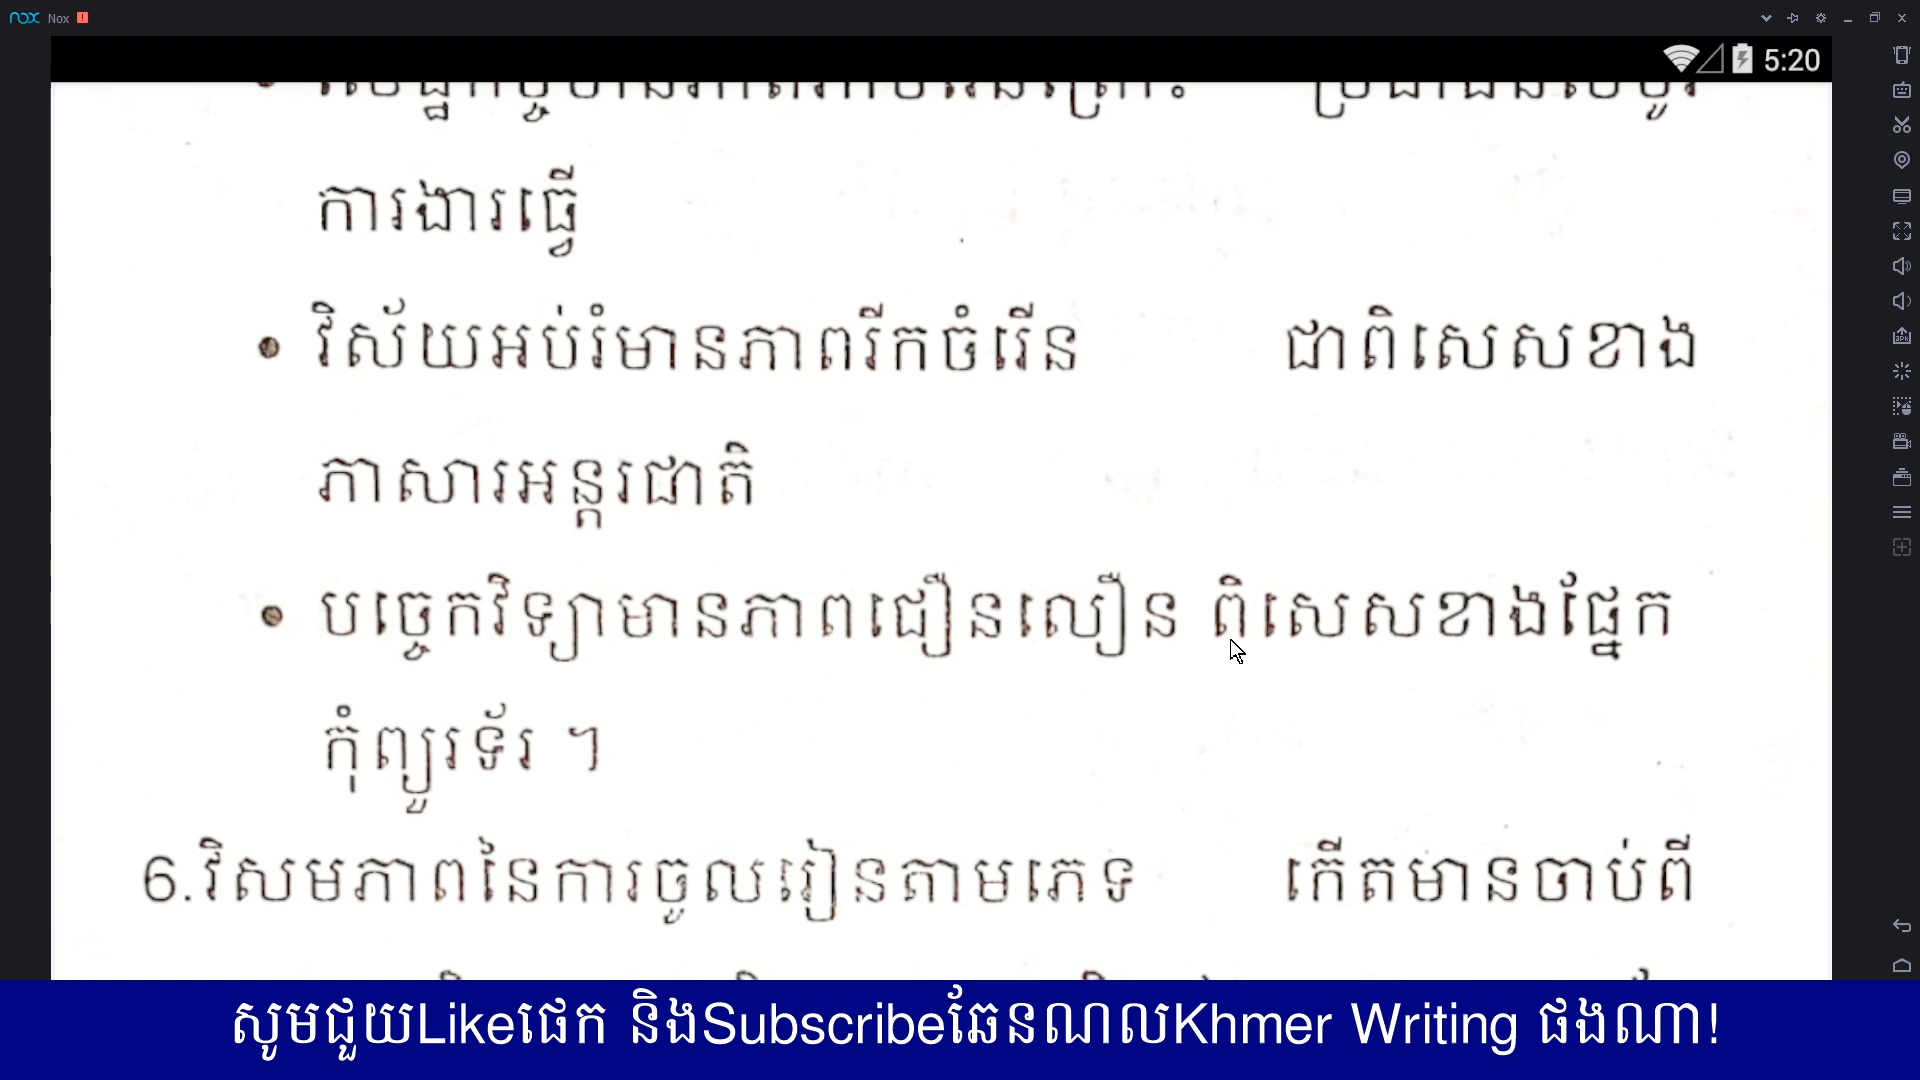 Nox
5:20
ការងារធ្វើ
• វិស័យអប់រំមានភាពរីកចំរើន ជាពិសេសខាង
ភាសារអន្តរជាតិ
• បច្ចេកវិទ្យាមានភាពជឿនលឿន ពិសេសខាងផ្នែក
កុំព្យួរទ័រ ។
6.វិសមភាពនៃការចូលរៀនតាមភេទ កើតមានចាប់ពី
សូមជួយLikeផេក និងSubscribeឆែនណលKhmer Writing ផងណា!